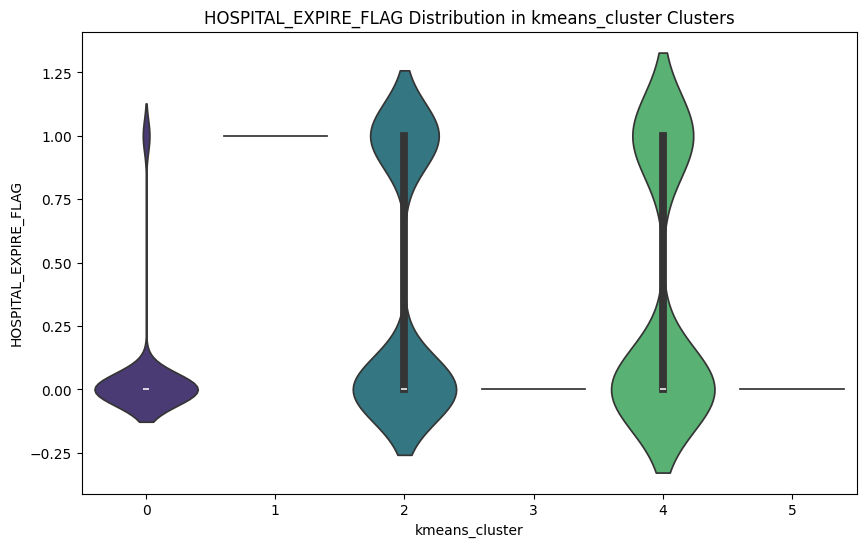 HOSPITAL_EXPIRE_FLAG Distribution in kmeans_cluster Clusters
HOSPITAL_EXPIRE_FLAG
1.25
1.00
0.75
0.50
0.25
0.00
−0.25
0 1 2 3 4 5
kmeans_cluster